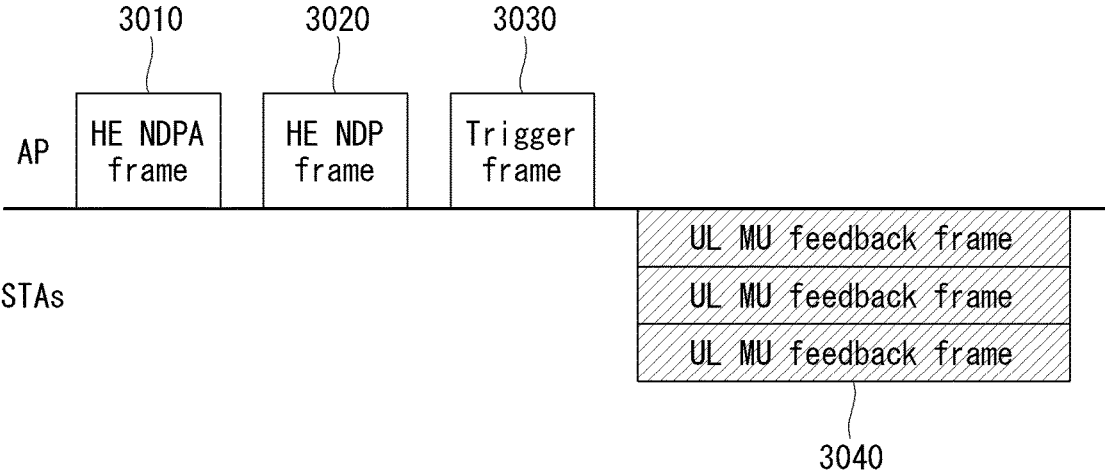 3010
3020
3030
AP
HE NDPA
frame
HE NDP
frame
Trigger
frame
STAs
UL MU feedback frame
UL MU feedback frame
UL MU feedback frame
3040